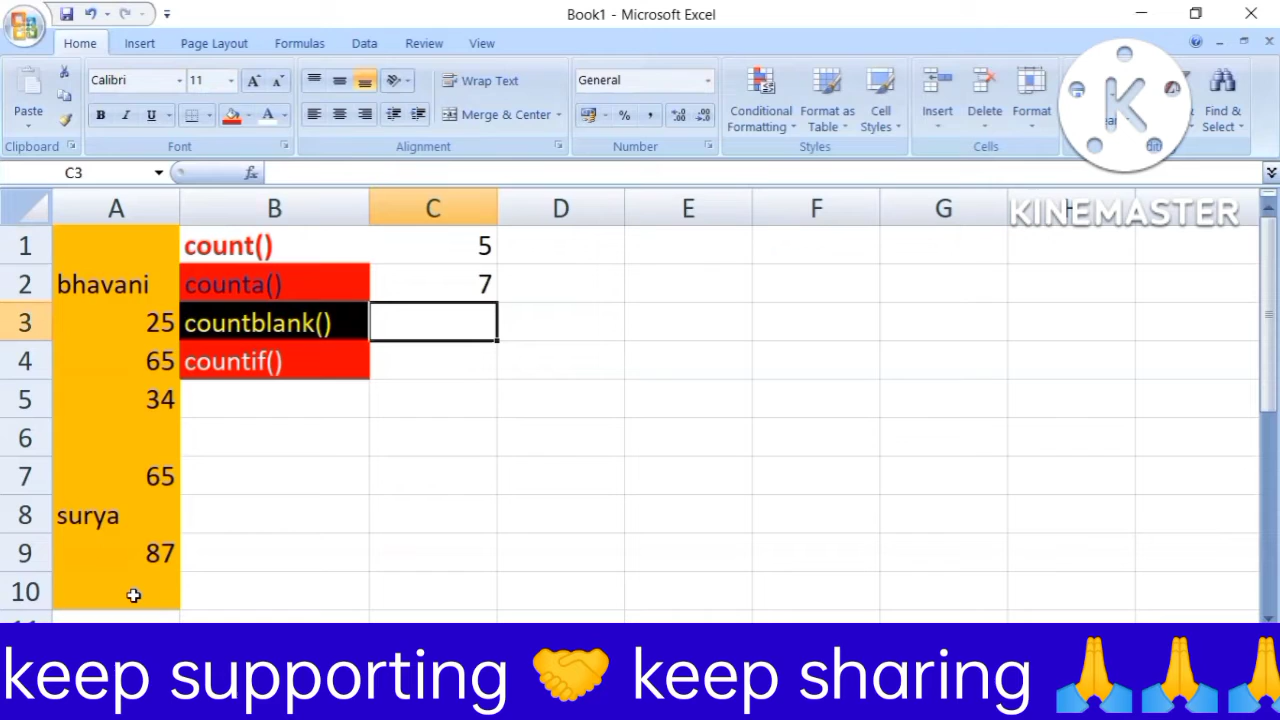 Book1 - Microsoft Excel
Home Insert Page Layout Formulas Data Review View
Paste
Calibri 11
Wrap Text
General
Conditional Formatting
Format as Table
Cell Styles
Insert
Delete
Format
Find & Select
B I U
Merge & Center
% ,
Clipboard Font Alignment Number Styles Cells
C3 fx
K
KINEMASTER
A B C D E F G H
1 count() 5
2 bhavani counta() 7
3 25 countblank()
4 65 countif()
5 34
6
7 65
8 surya
9 87
10
keep supporting 🤝 keep sharing 🙏🙏🙏